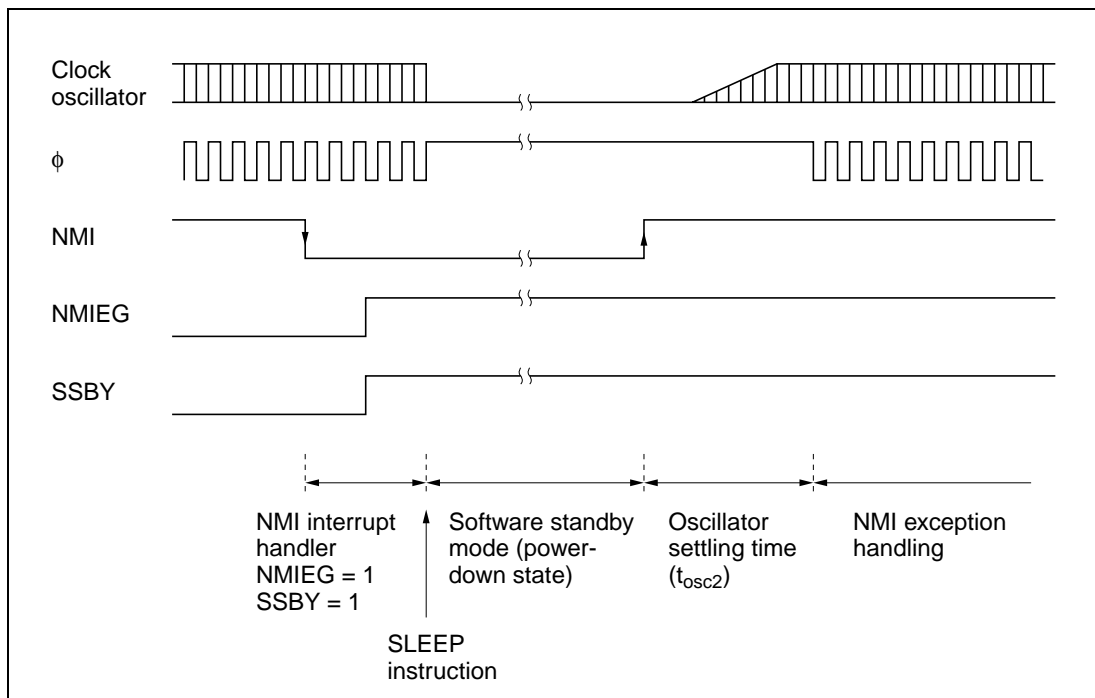 Clock
oscillator
ϕ
NMI
NMIEG
SSBY
NMI interrupt
handler
NMIEG = 1
SSBY = 1
Software standby
mode (power-
down state)
Oscillator
settling time
(tosc2)
NMI exception
handling
SLEEP
instruction